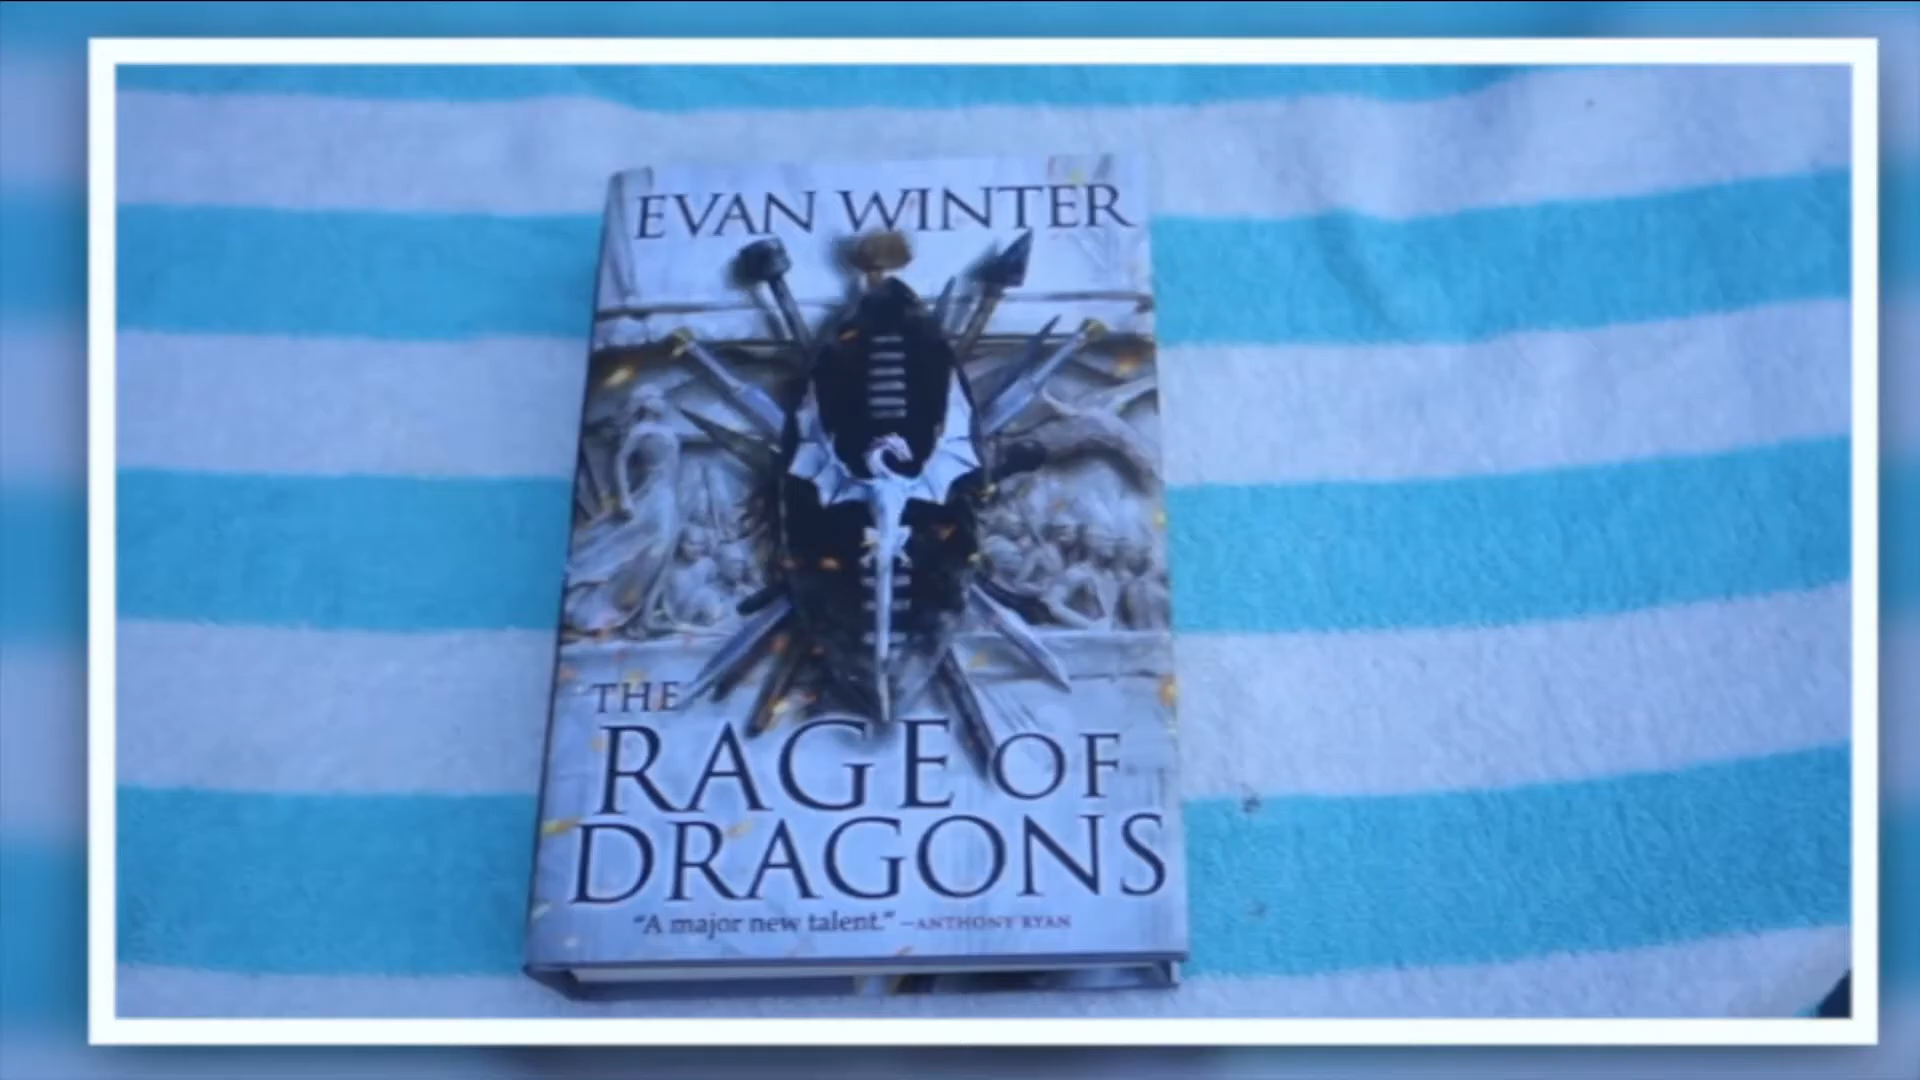 EVAN WINTER
THE
RAGE OF
DRAGONS
"A major new talent." —ANTHONY RYAN